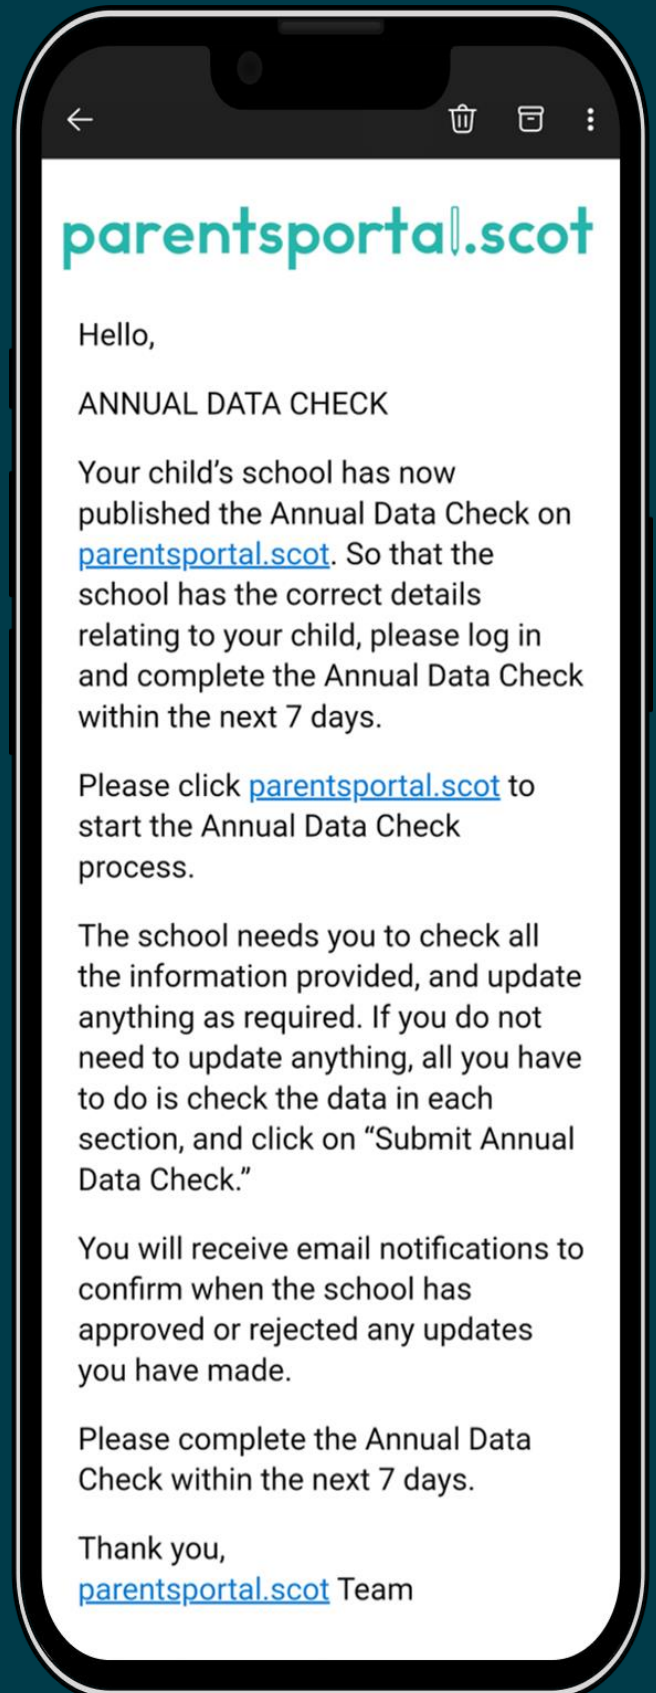 parentsportal.scot
Hello,
ANNUAL DATA CHECK
Your child’s school has now
published the Annual Data Check on
parentsportal.scot. So that the
school has the correct details
relating to your child, please log in
and complete the Annual Data Check
within the next 7 days.
Please click parentsportal.scot to
start the Annual Data Check
process.
The school needs you to check all
the information provided, and update
anything as required. If you do not
need to update anything, all you have
to do is check the data in each
section, and click on “Submit Annual
Data Check.”
You will receive email notifications to
confirm when the school has
approved or rejected any updates
you have made.
Please complete the Annual Data
Check within the next 7 days.
Thank you,
parentsportal.scot Team